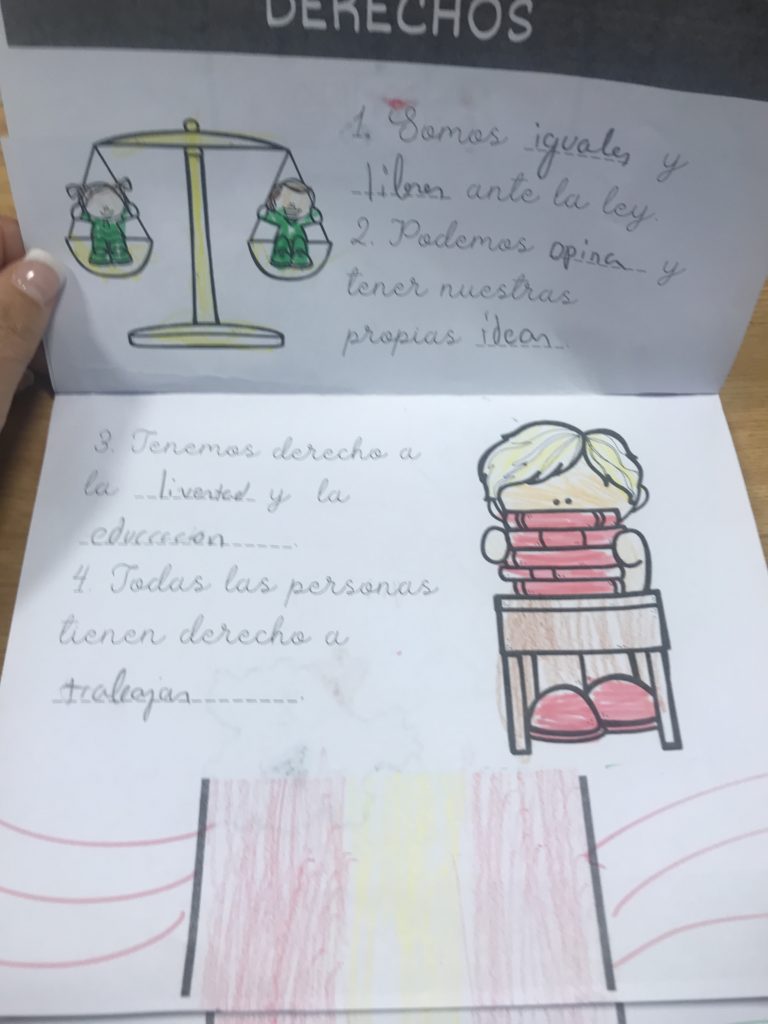 DERECHOS
1. Somos iguales y
libres ante la ley.
2. Podemos opinar y
tener nuestras
propias ideas.
3. Tenemos derecho a
la livertad y la
educacion.
4. Todas las personas
tienen derecho a
trabajar.